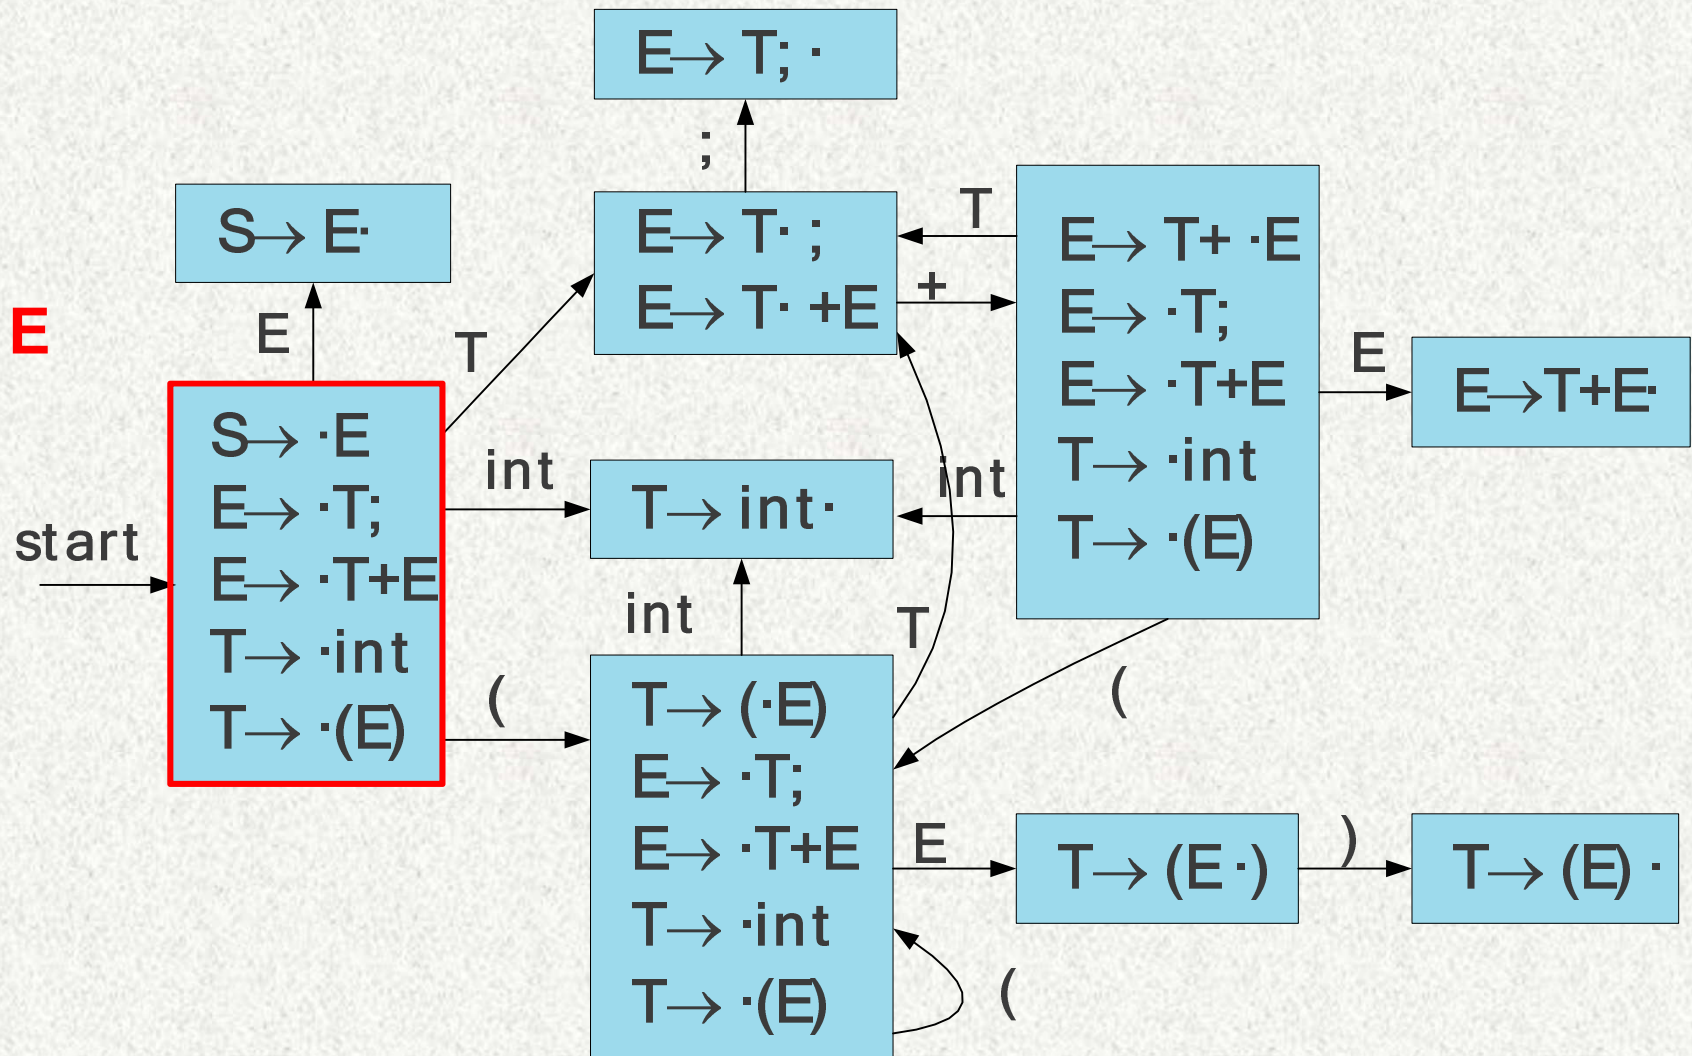 E→ T; ·
;
S→ E·
E→ T· ;
E→ T· +E
T
+
E→ T+ ·E
E→ ·T;
E→ ·T+E
T→ ·int
T→ ·(E)
E
E
T
E
E→T+E·
start
S→ ·E
E→ ·T;
E→ ·T+E
T→ ·int
T→ ·(E)
int
T→ int·
int
int
T
(
(
T→ (·E)
E→ ·T;
E→ ·T+E
T→ ·int
T→ ·(E)
E
T→ (E·)
)
T→ (E) ·
(